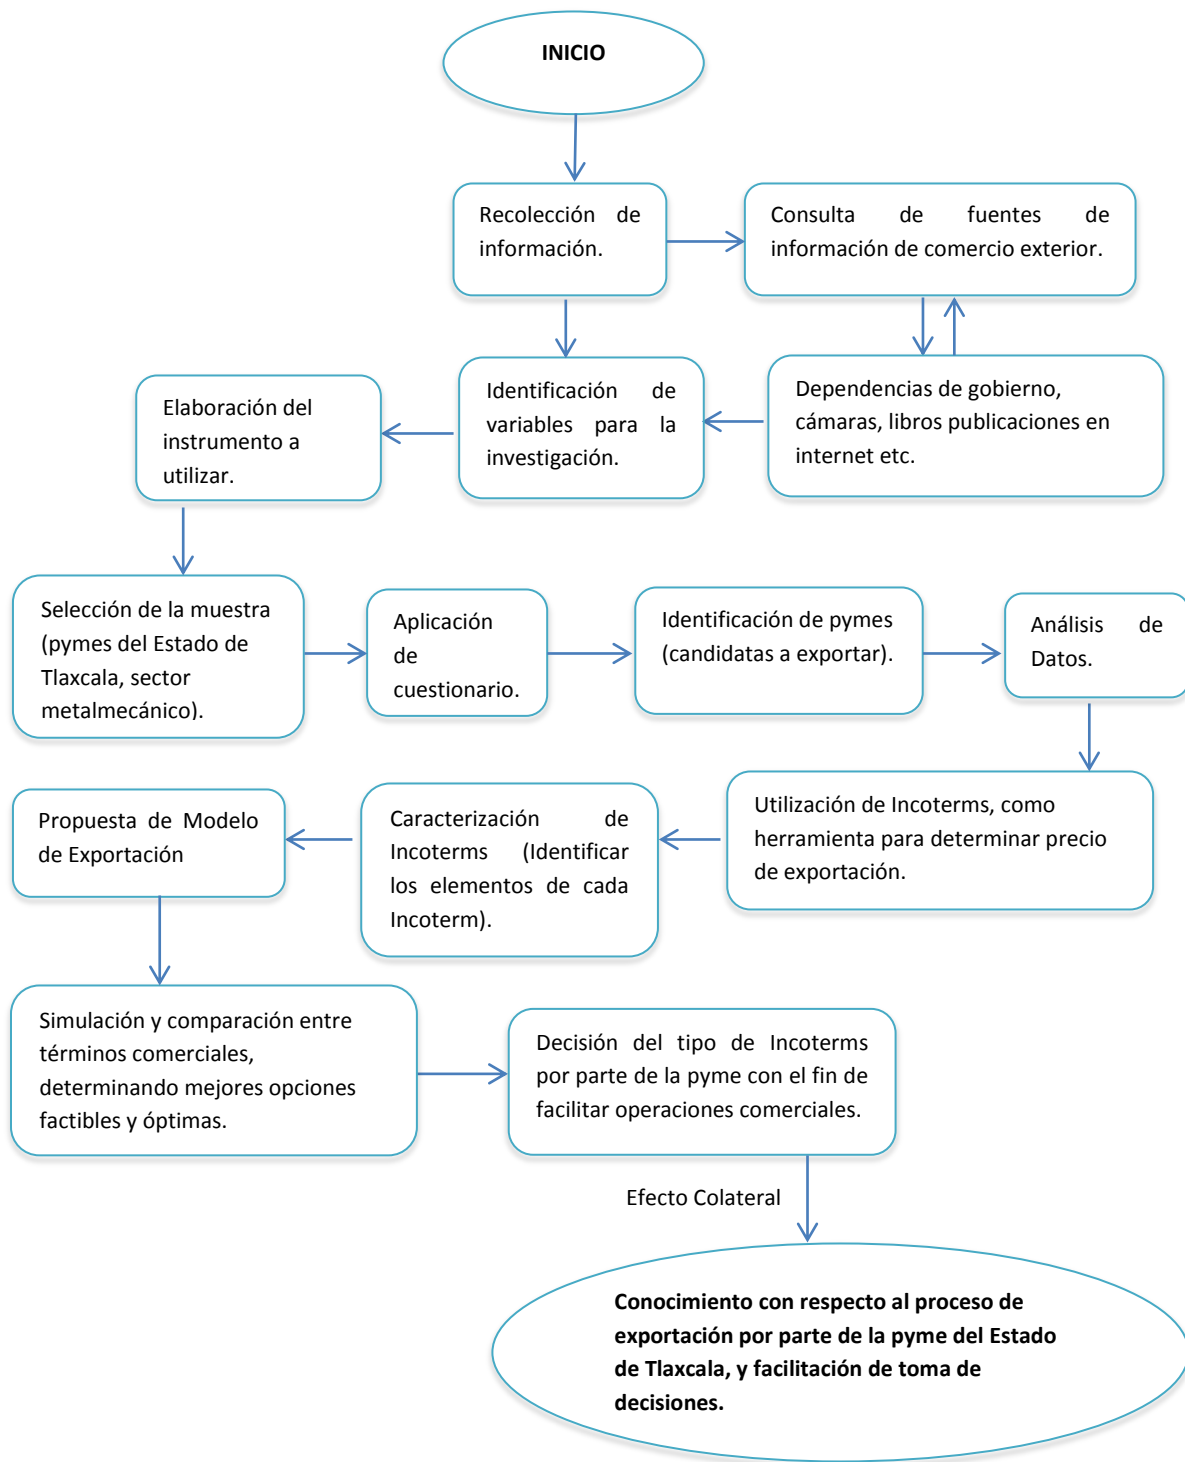 INICIO
Recolección de
información.
Consulta de fuentes de
información de comercio exterior.
Elaboración del
instrumento a
utilizar.
Identificación de
variables para la
investigación.
Dependencias de gobierno,
cámaras, libros publicaciones en
internet etc.
Selección de la muestra
(pymes del Estado de
Tlaxcala, sector
metalmecánico).
Aplicación
de
cuestionario.
Identificación de pymes
(candidatas a exportar).
Análisis de
Datos.
Propuesta de Modelo
de Exportación
Caracterización de
Incoterms (Identificar
los elementos de cada
Incoterm).
Utilización de Incoterms, como
herramienta para determinar precio
de exportación.
Simulación y comparación entre
términos comerciales,
determinando mejores opciones
factibles y óptimas.
Decisión del tipo de Incoterms
por parte de la pyme con el fin de
facilitar operaciones comerciales.
Efecto Colateral
Conocimiento con respecto al proceso de
exportación por parte de la pyme del Estado
de Tlaxcala, y facilitación de toma de
decisiones.